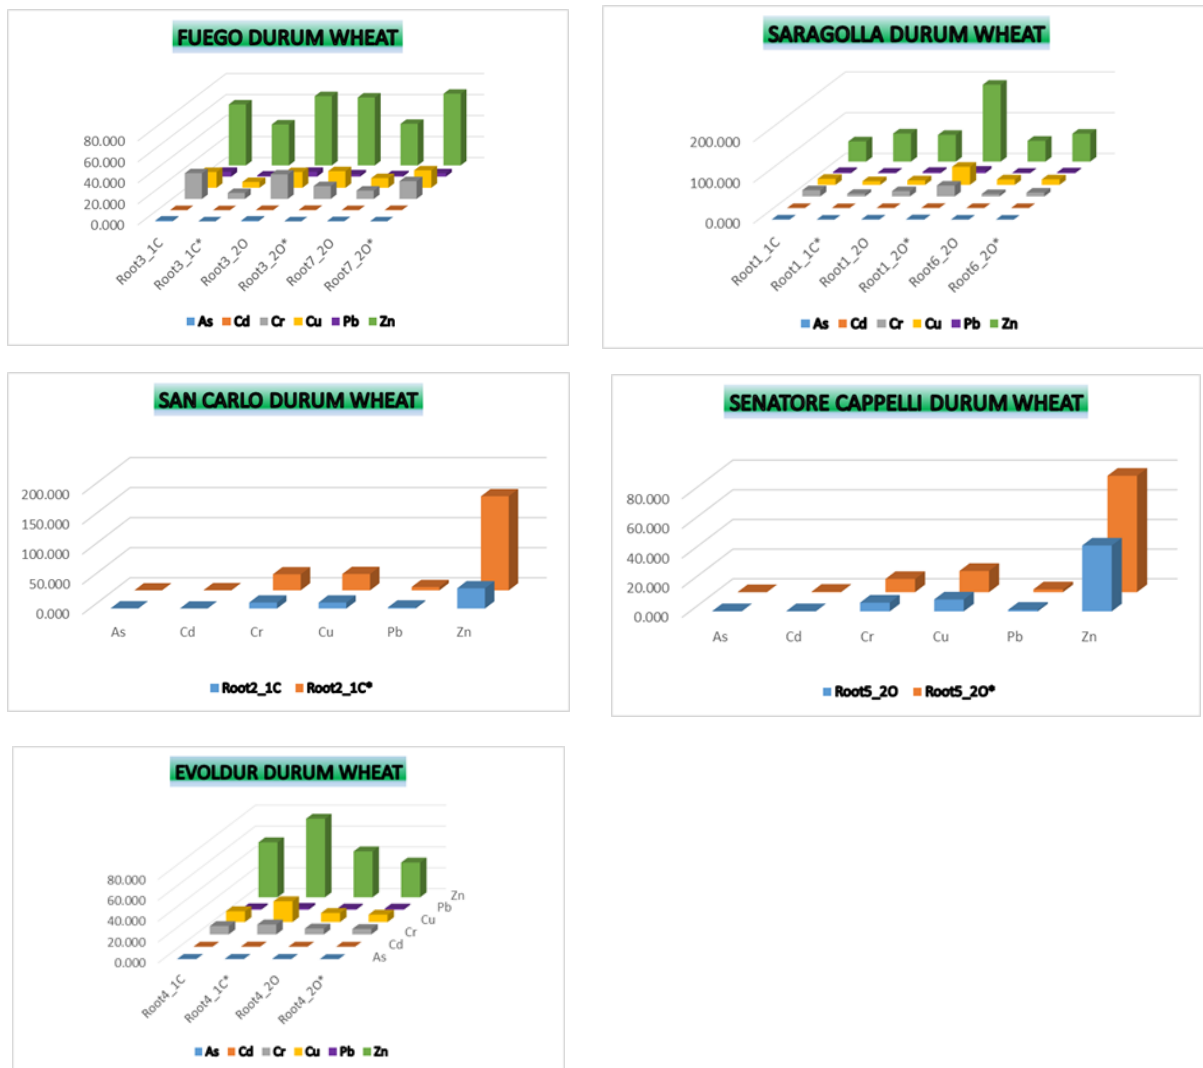 FUEGO DURUM WHEAT
80.000
60.000
40.000
20.000
0.000
Root3_1C
Root3_1C*
Root3_2O
Root3_2O*
Root7_2O
Root7_2O*
As Cd Cr Cu Pb Zn
SARAGOLLA DURUM WHEAT
200.000
100.000
0.000
Root1_1C
Root1_1C*
Root1_2O
Root1_2O*
Root6_2O
Root6_2O*
As Cd Cr Cu Pb Zn
SAN CARLO DURUM WHEAT
200.000
150.000
100.000
50.000
0.000
As Cd Cr Cu Pb Zn
Root2_1C Root2_1C*
SENATORE CAPPELLI DURUM WHEAT
80.000
60.000
40.000
20.000
0.000
As Cd Cr Cu Pb Zn
Root5_2O Root5_2O*
EVOLDUR DURUM WHEAT
80.000
60.000
40.000
20.000
0.000
Root4_1C
Root4_1C*
Root4_2O
Root4_2O*
Zn
Pb
Cu
Cr
Cd
As
As Cd Cr Cu Pb Zn